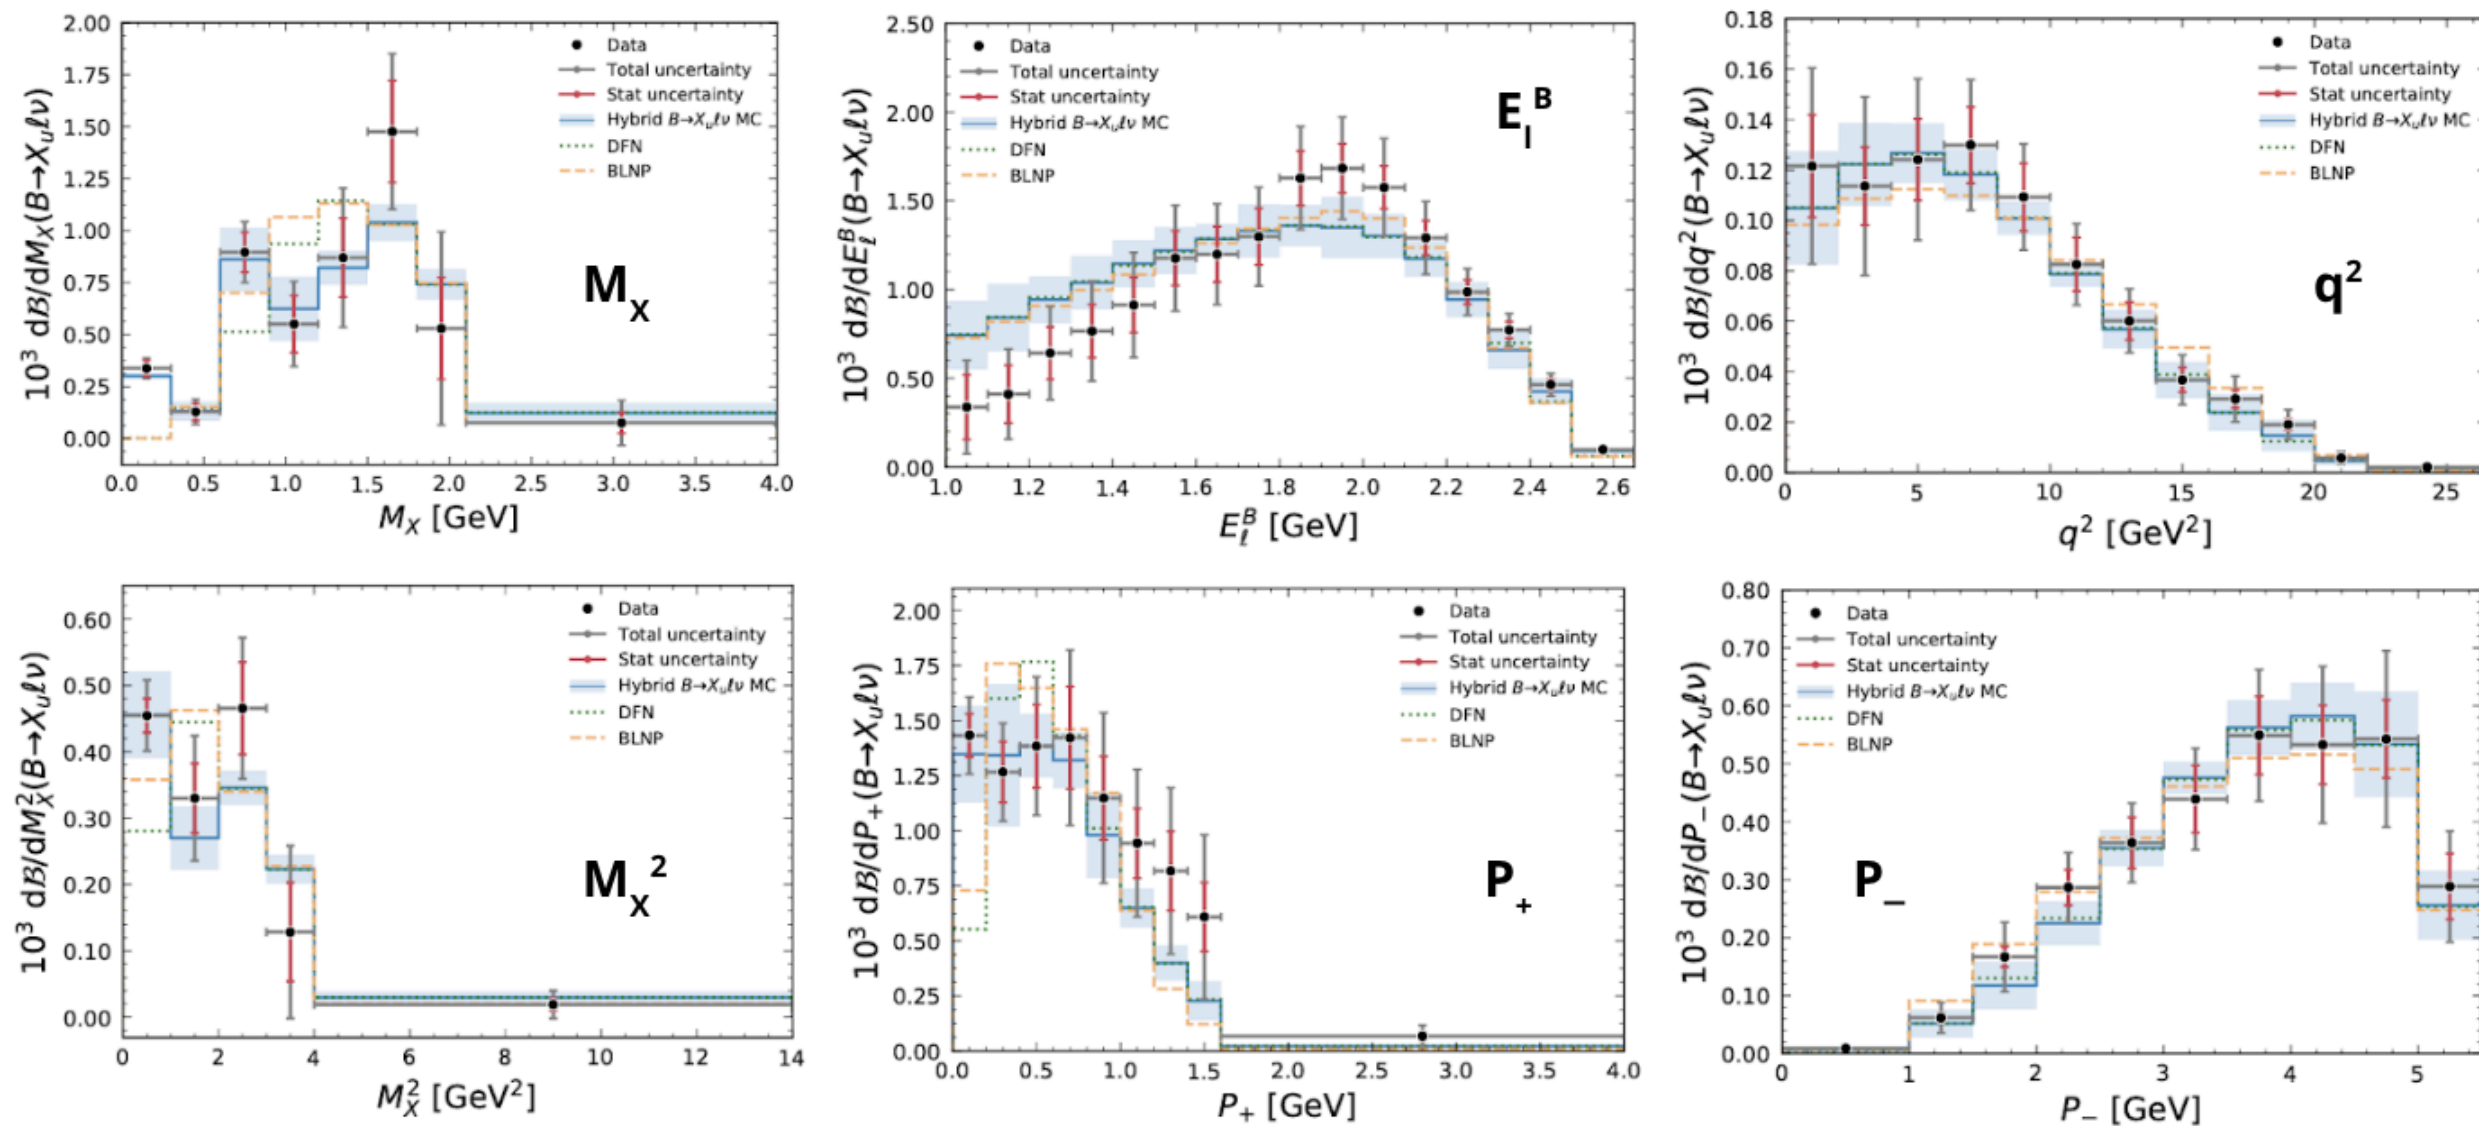 10³ dB/dM_X(B→X_uℓν)
2.00
1.75
1.50
1.25
1.00
0.75
0.50
0.25
0.00
Data
Total uncertainty
Stat uncertainty
Hybrid B→X_uℓν MC
DFN
BLNP
M_X
0.0 0.5 1.0 1.5 2.0 2.5 3.0 3.5 4.0
M_X [GeV]
10³ dB/dE_ℓ^B(B→X_uℓν)
2.50
2.00
1.50
1.00
0.50
0.00
Data
Total uncertainty
Stat uncertainty
Hybrid B→X_uℓν MC
DFN
BLNP
E_l^B
1.0 1.2 1.4 1.6 1.8 2.0 2.2 2.4 2.6
E_ℓ^B [GeV]
10³ dB/dq²(B→X_uℓν)
0.18
0.16
0.14
0.12
0.10
0.08
0.06
0.04
0.02
0.00
Data
Total uncertainty
Stat uncertainty
Hybrid B→X_uℓν MC
DFN
BLNP
q²
0 5 10 15 20 25
q² [GeV²]
10³ dB/dM_X²(B→X_uℓν)
0.60
0.50
0.40
0.30
0.20
0.10
0.00
Data
Total uncertainty
Stat uncertainty
Hybrid B→X_uℓν MC
DFN
BLNP
M_X²
0 2 4 6 8 10 12 14
M_X² [GeV²]
10³ dB/dP₊(B→X_uℓν)
2.00
1.75
1.50
1.25
1.00
0.75
0.50
0.25
0.00
Data
Total uncertainty
Stat uncertainty
Hybrid B→X_uℓν MC
DFN
BLNP
P₊
0.0 0.5 1.0 1.5 2.0 2.5 3.0 3.5 4.0
P₊ [GeV]
10³ dB/dP₋(B→X_uℓν)
0.80
0.70
0.60
0.50
0.40
0.30
0.20
0.10
0.00
Data
Total uncertainty
Stat uncertainty
Hybrid B→X_uℓν MC
DFN
BLNP
P₋
0 1 2 3 4 5
P₋ [GeV]